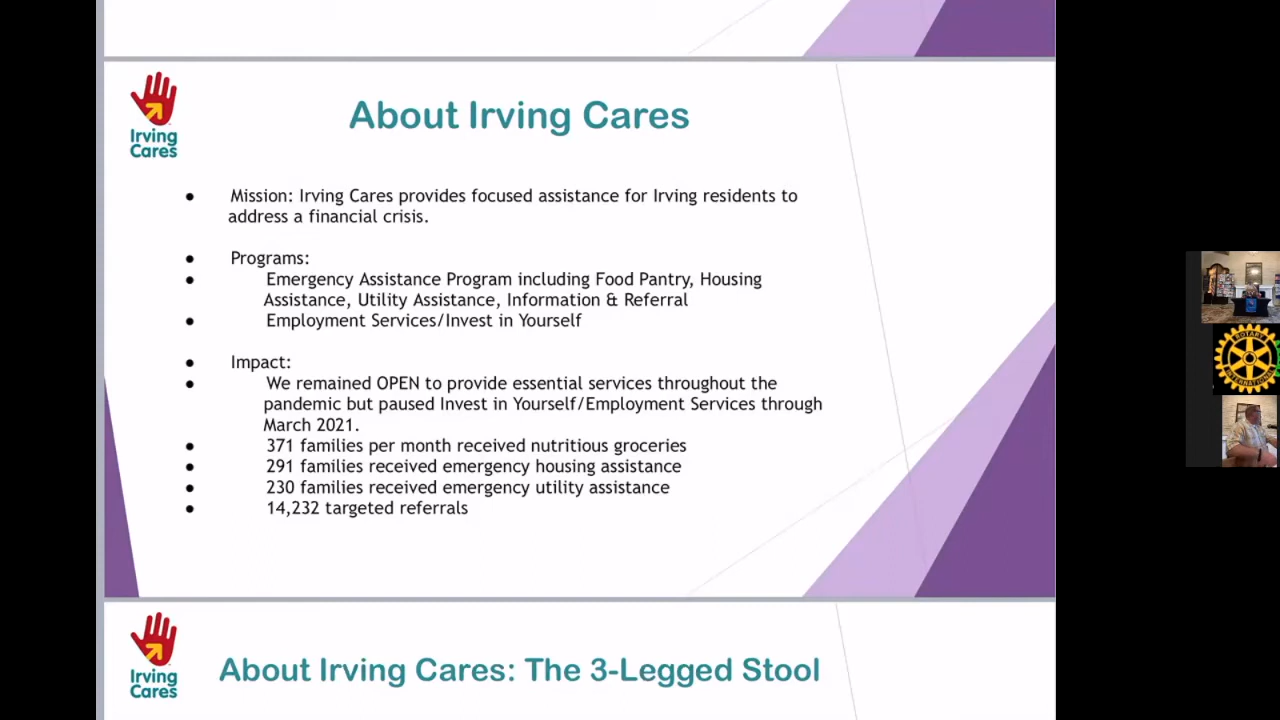 Irving
Cares
About Irving Cares
● Mission: Irving Cares provides focused assistance for Irving residents to
address a financial crisis.
● Programs:
● Emergency Assistance Program including Food Pantry, Housing
Assistance, Utility Assistance, Information & Referral
● Employment Services/Invest in Yourself
● Impact:
● We remained OPEN to provide essential services throughout the
pandemic but paused Invest in Yourself/Employment Services through
March 2021.
● 371 families per month received nutritious groceries
● 291 families received emergency housing assistance
● 230 families received emergency utility assistance
● 14,232 targeted referrals
ROTARY
INTERNATIONAL
Irving
Cares
About Irving Cares: The 3-Legged Stool